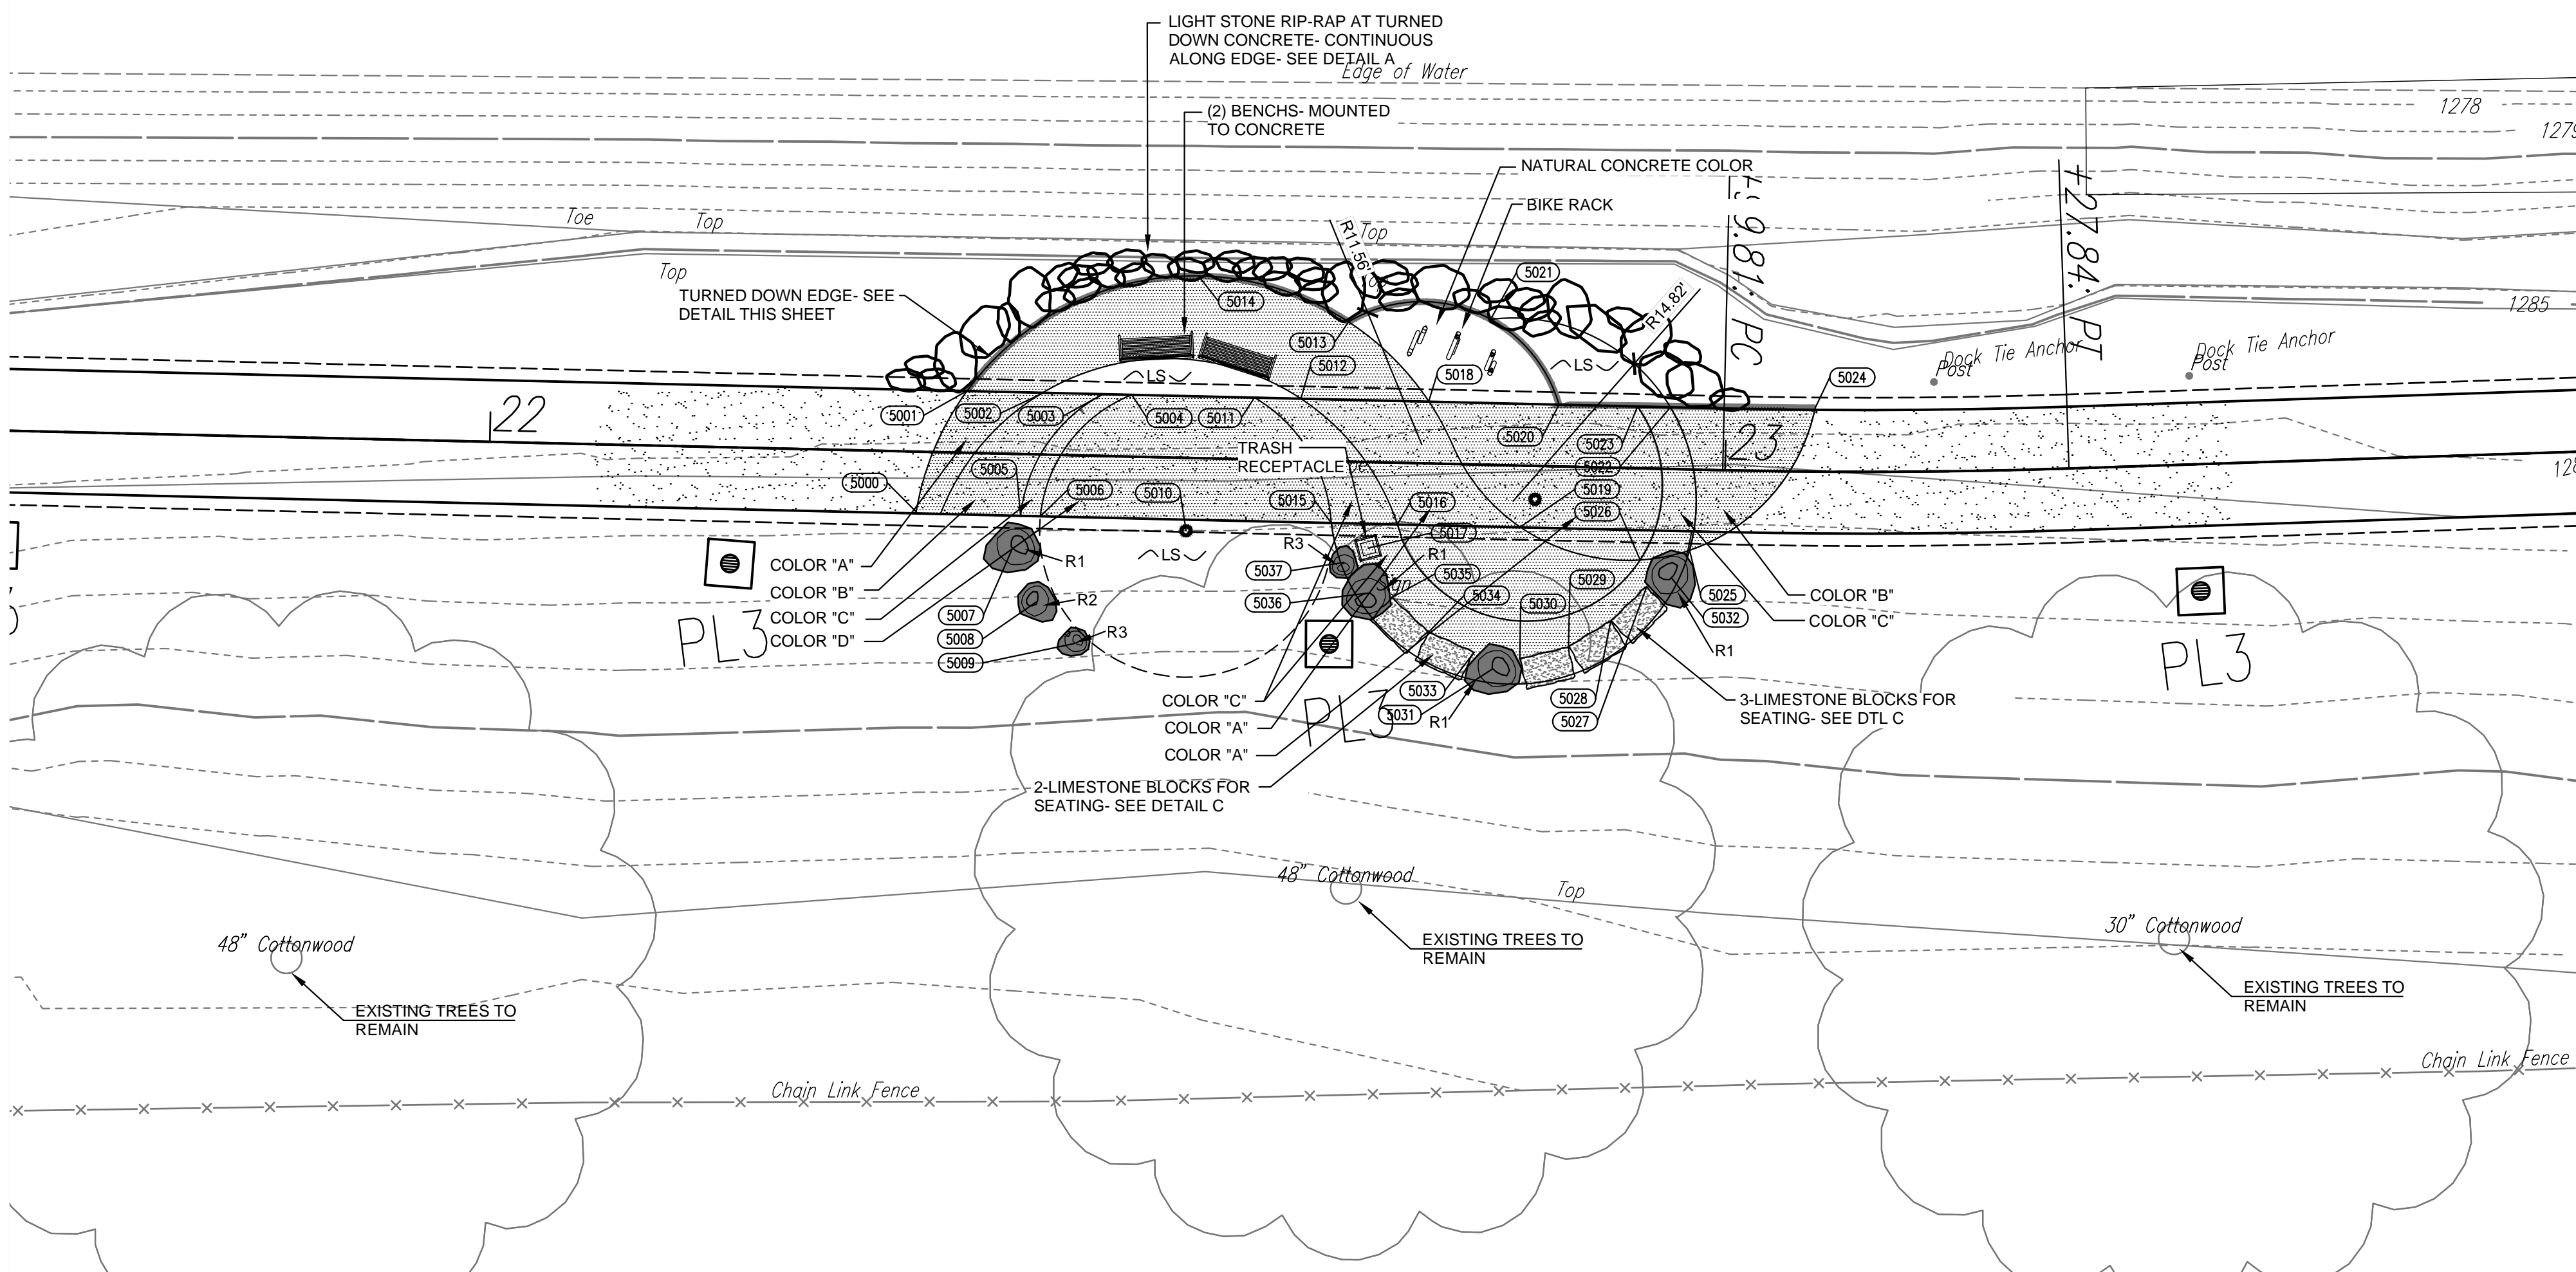 LIGHT STONE RIP-RAP AT TURNED
DOWN CONCRETE- CONTINUOUS
ALONG EDGE- SEE DETAIL A
Edge of Water
1278
(2) BENCHS- MOUNTED
TO CONCRETE
NATURAL CONCRETE COLOR
BIKE RACK
9.81. PC
+27.84. PT
Toe
Top
Top
Top
R11.56'
5021
R14.82'
TURNED DOWN EDGE- SEE
DETAIL THIS SHEET
5014
1285
5013
5012
5018
LS
LS
Dock Tie Anchor
Post
Dock Tie Anchor
Post
5024
22
5001
5002
5003
5004
5011
5020
5023
23
TRASH
RECEPTACLE
5005
5022
5000
5006
5010
5015
5016
5019
5026
5017
LS
R1
R3
R1
COLOR "A"
COLOR "B"
COLOR "C"
COLOR "D"
5037
5035
5029
5036
5034
5030
5025
5032
COLOR "B"
COLOR "C"
R2
R3
5007
5008
5009
PL3
R1
PL3
COLOR "C"
COLOR "A"
COLOR "A"
5033
5031
R1
5028
5027
PL3
3-LIMESTONE BLOCKS FOR
SEATING- SEE DTL C
2-LIMESTONE BLOCKS FOR
SEATING- SEE DETAIL C
48" Cottonwood
Top
48" Cottonwood
30" Cottonwood
EXISTING TREES TO
REMAIN
EXISTING TREES TO
REMAIN
EXISTING TREES TO
REMAIN
Chain Link Fence
Chain Link Fence